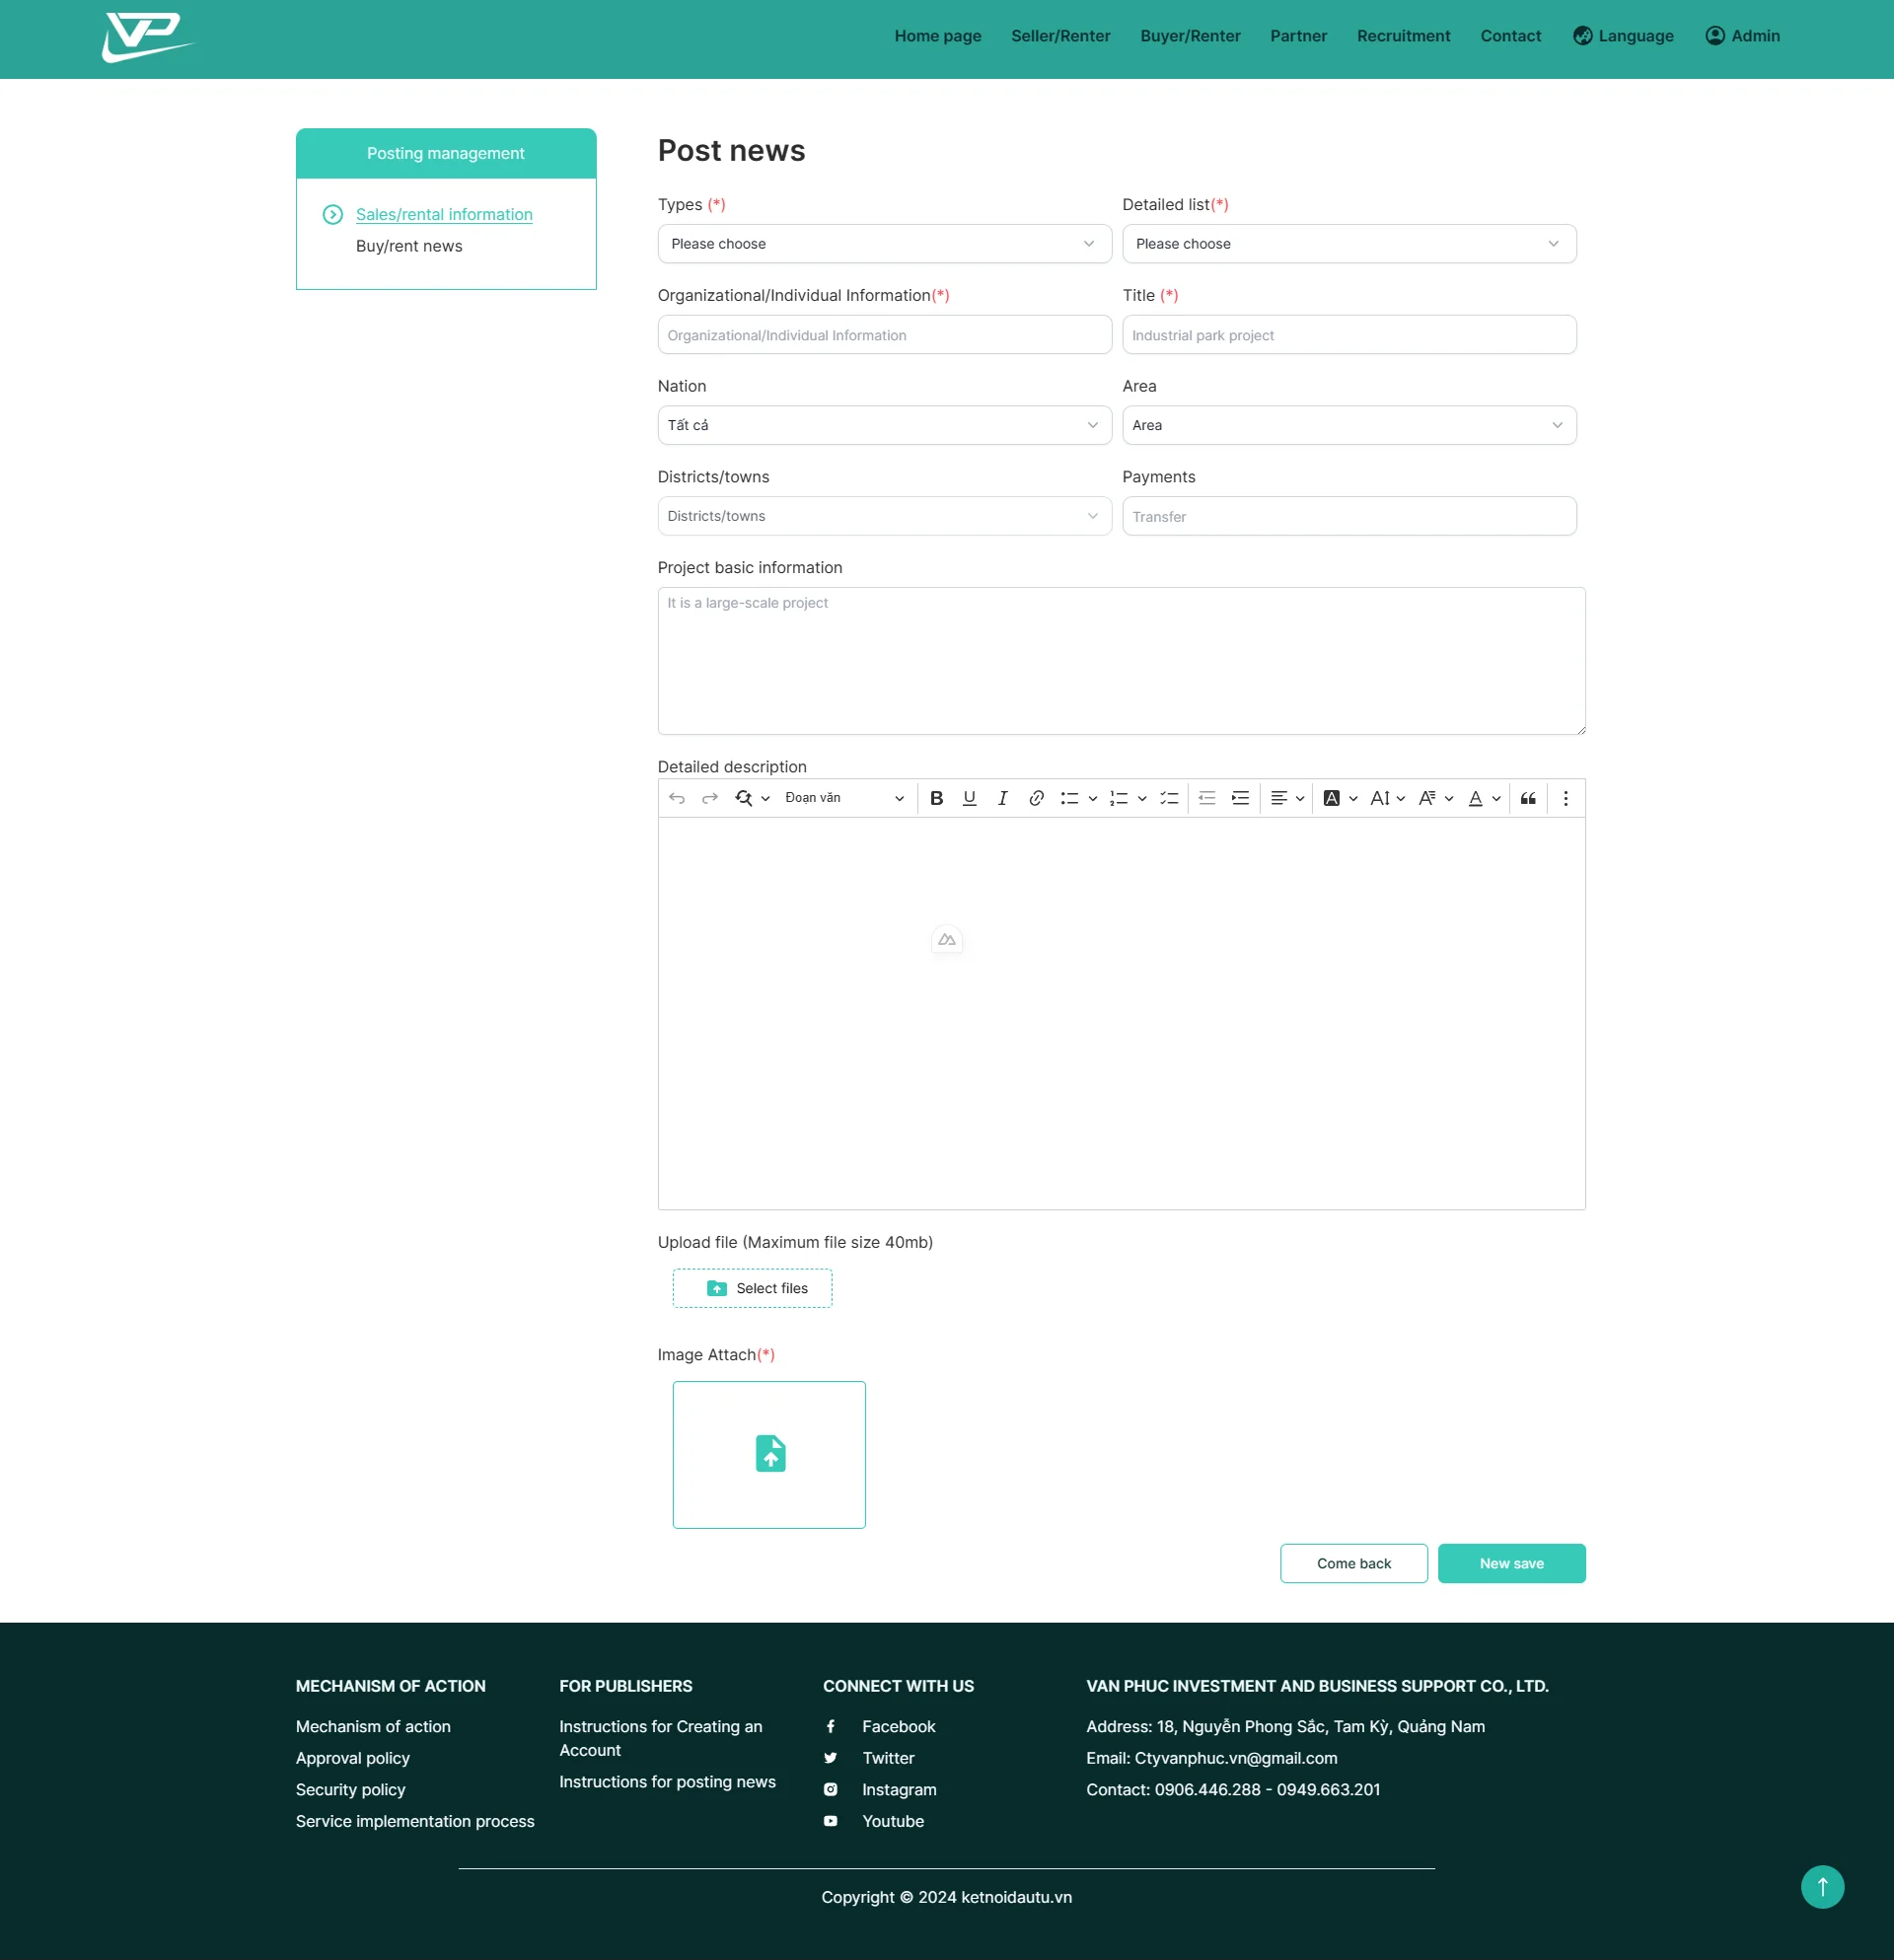 VP
Home page Seller/Renter Buyer/Renter Partner Recruitment Contact Language Admin
Posting management
Sales/rental information
Buy/rent news
Post news
Types (*) Detailed list(*)
Please choose Please choose
Organizational/Individual Information(*) Title (*)
Organizational/Individual Information Industrial park project
Nation Area
Tất cả Area
Districts/towns Payments
Districts/towns Transfer
Project basic information
It is a large-scale project
Detailed description
Đoạn văn
Upload file (Maximum file size 40mb)
Select files
Image Attach(*)
Come back New save
MECHANISM OF ACTION
Mechanism of action
Approval policy
Security policy
Service implementation process
FOR PUBLISHERS
Instructions for Creating an
Account
Instructions for posting news
CONNECT WITH US
Facebook
Twitter
Instagram
Youtube
VAN PHUC INVESTMENT AND BUSINESS SUPPORT CO., LTD.
Address: 18, Nguyễn Phong Sắc, Tam Kỳ, Quảng Nam
Email: Ctyvanphuc.vn@gmail.com
Contact: 0906.446.288 - 0949.663.201
Copyright © 2024 ketnoidautu.vn